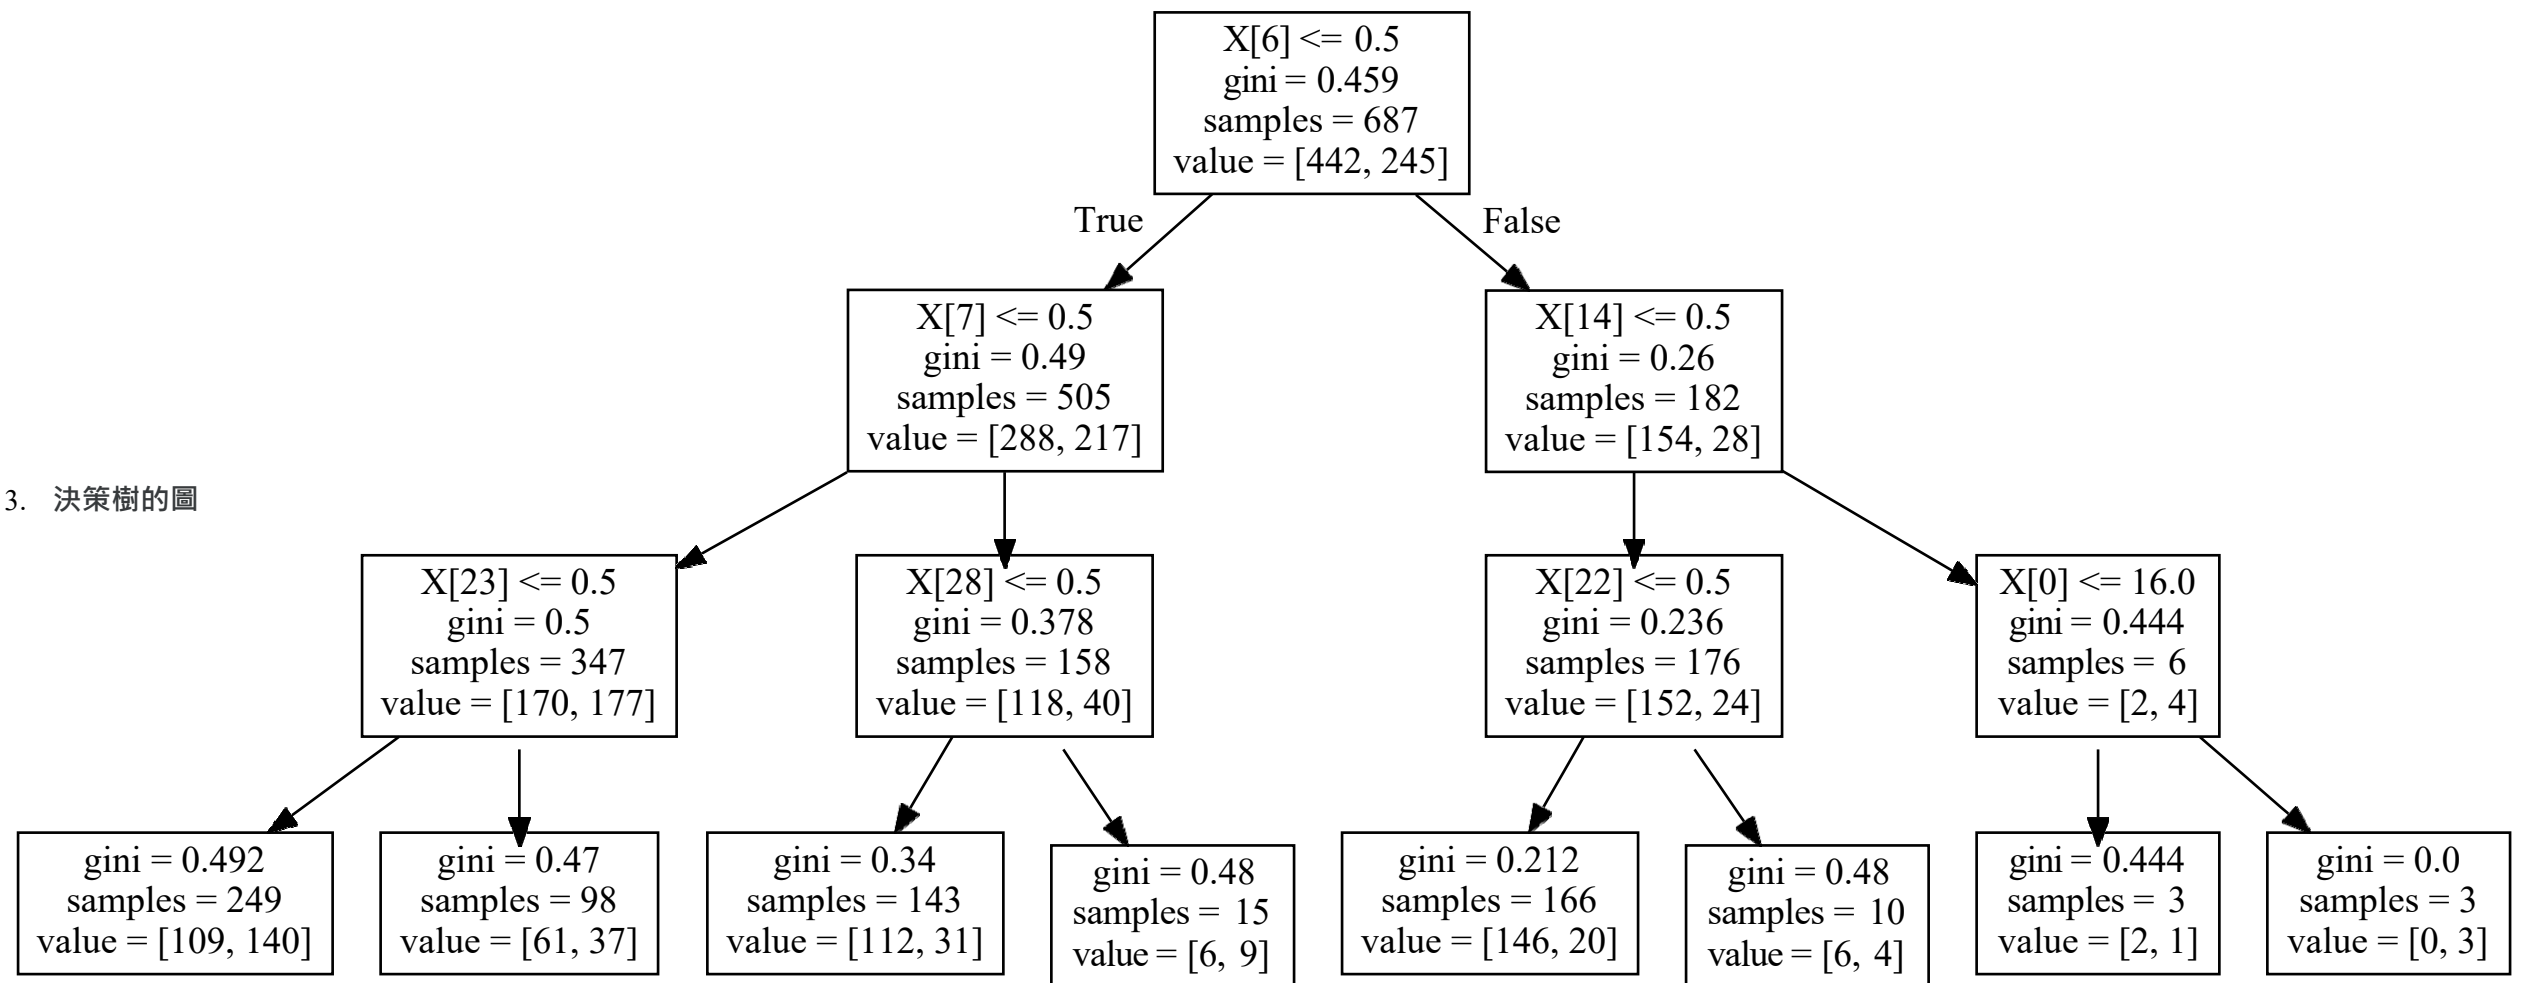 X[6] <= 0.5
gini = 0.459
samples = 687
value = [442, 245]
True
False
X[7] <= 0.5
gini = 0.49
samples = 505
value = [288, 217]
X[14] <= 0.5
gini = 0.26
samples = 182
value = [154, 28]
3. 決策樹的圖
X[23] <= 0.5
gini = 0.5
samples = 347
value = [170, 177]
X[28] <= 0.5
gini = 0.378
samples = 158
value = [118, 40]
X[22] <= 0.5
gini = 0.236
samples = 176
value = [152, 24]
X[0] <= 16.0
gini = 0.444
samples = 6
value = [2, 4]
gini = 0.492
samples = 249
value = [109, 140]
gini = 0.47
samples = 98
value = [61, 37]
gini = 0.34
samples = 143
value = [112, 31]
gini = 0.48
samples = 15
value = [6, 9]
gini = 0.212
samples = 166
value = [146, 20]
gini = 0.48
samples = 10
value = [6, 4]
gini = 0.444
samples = 3
value = [2, 1]
gini = 0.0
samples = 3
value = [0, 3]